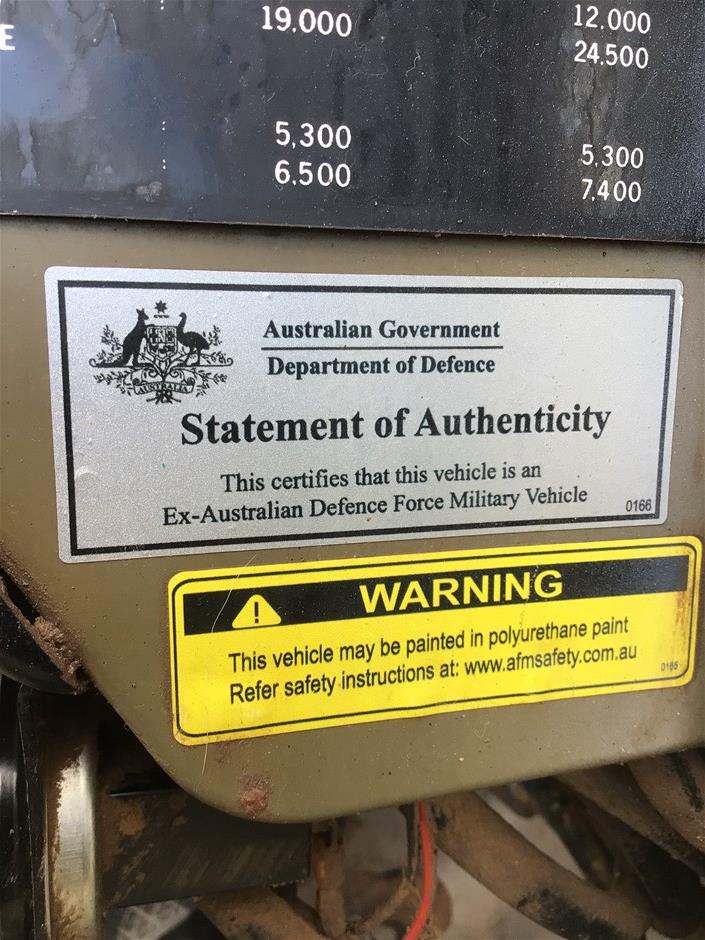 19,000 12,000
E
24,500
5,300 5,300
6,500 7,400
Australian Government
Department of Defence
AUSTRALIA
Statement of Authenticity
This certifies that this vehicle is an
Ex-Australian Defence Force Military Vehicle
0166
WARNING
This vehicle may be painted in polyurethane paint
Refer safety instructions at: www.afmsafety.com.au
0165